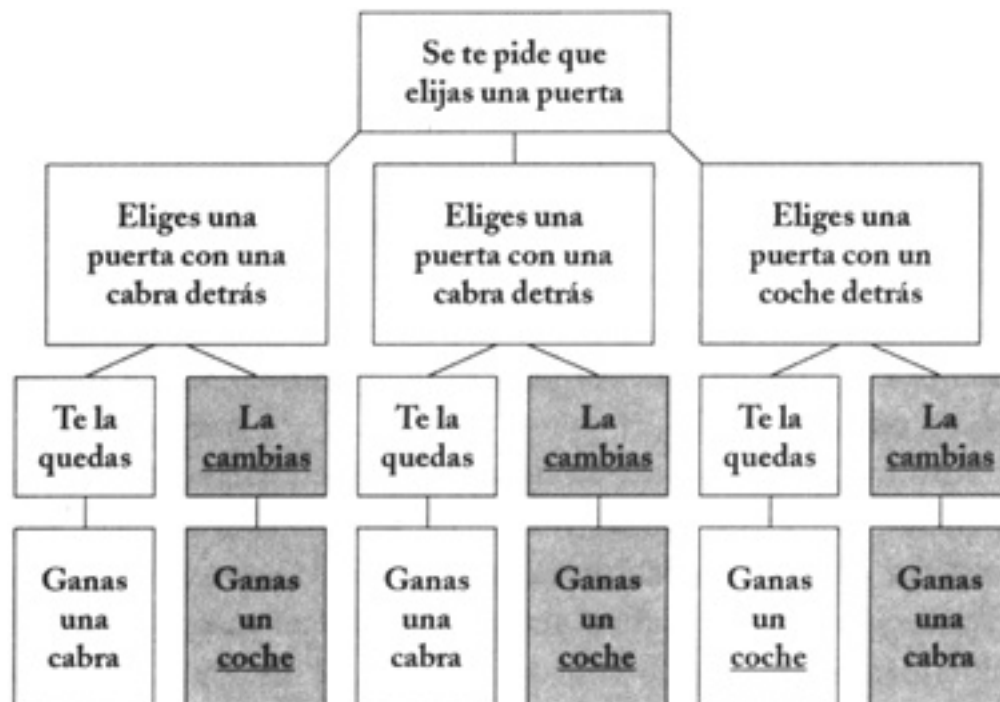 Se te pide que
elijas una puerta
Eliges una
puerta con una
cabra detrás
Eliges una
puerta con una
cabra detrás
Eliges una
puerta con un
coche detrás
Te la
quedas
La
cambias
Te la
quedas
La
cambias
Te la
quedas
La
cambias
Ganas
una
cabra
Ganas
un
coche
Ganas
una
cabra
Ganas
un
coche
Ganas
un
coche
Ganas
una
cabra